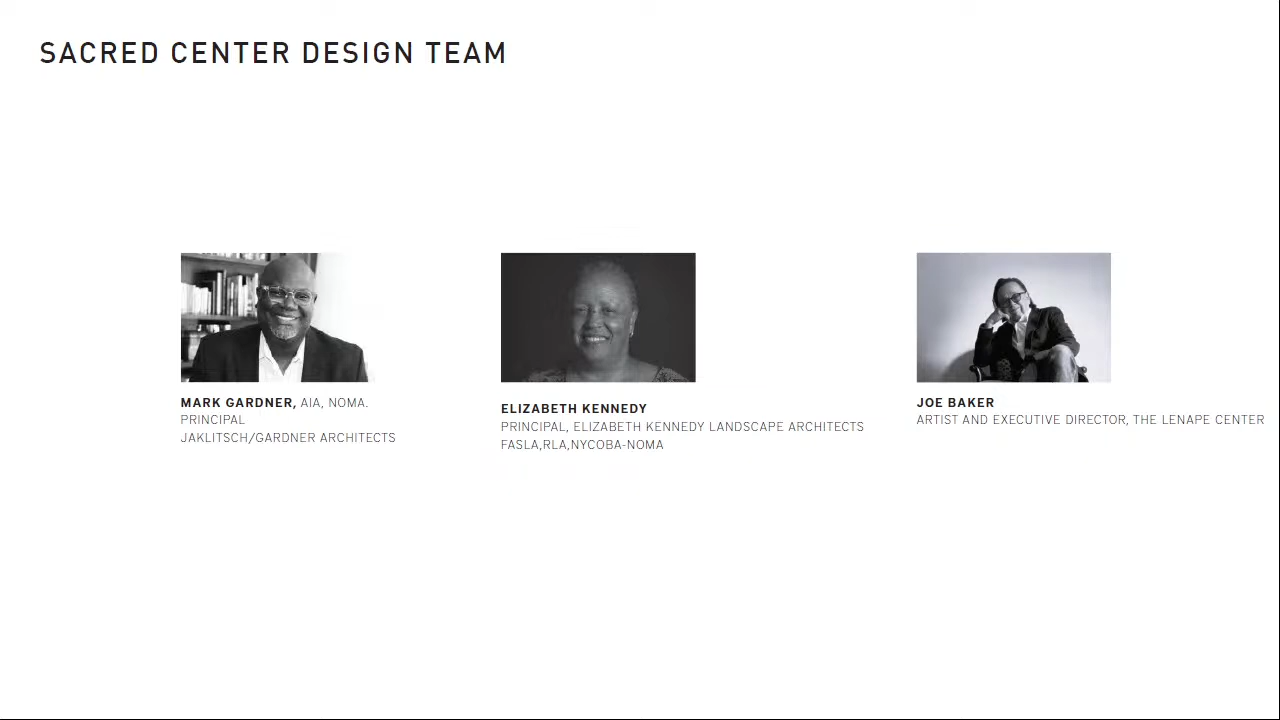 SACRED CENTER DESIGN TEAM
MARK GARDNER, AIA, NOMA.
PRINCIPAL
JAKLITSCH/GARDNER ARCHITECTS
ELIZABETH KENNEDY
PRINCIPAL, ELIZABETH KENNEDY LANDSCAPE ARCHITECTS
FASLA,RLA,NYCOBA-NOMA
JOE BAKER
ARTIST AND EXECUTIVE DIRECTOR, THE LENAPE CENTER